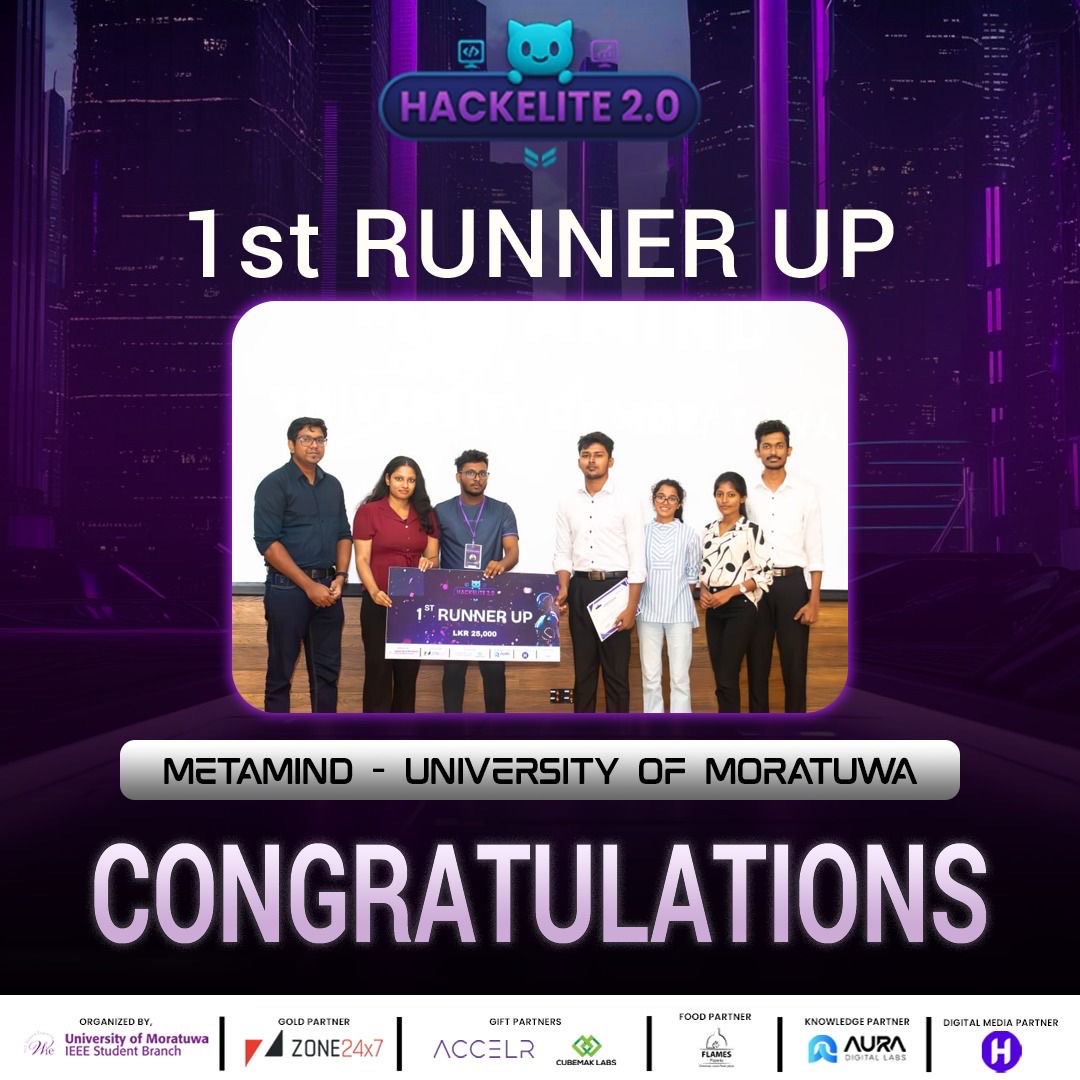 HACKELITE 2.0
1st RUNNER UP
HACKELITE 2.0
1ST RUNNER UP
LKR 25,000
METAMIND - UNIVERSITY OF MORATUWA
CONGRATULATIONS
ORGANIZED BY,
We
University of Moratuwa
IEEE Student Branch
GOLD PARTNER
ZONE24x7
GIFT PARTNERS
ACCELR
CUBEMAK LABS
FOOD PARTNER
FLAMES
KNOWLEDGE PARTNER
AURA
DIGITAL LABS
DIGITAL MEDIA PARTNER
H